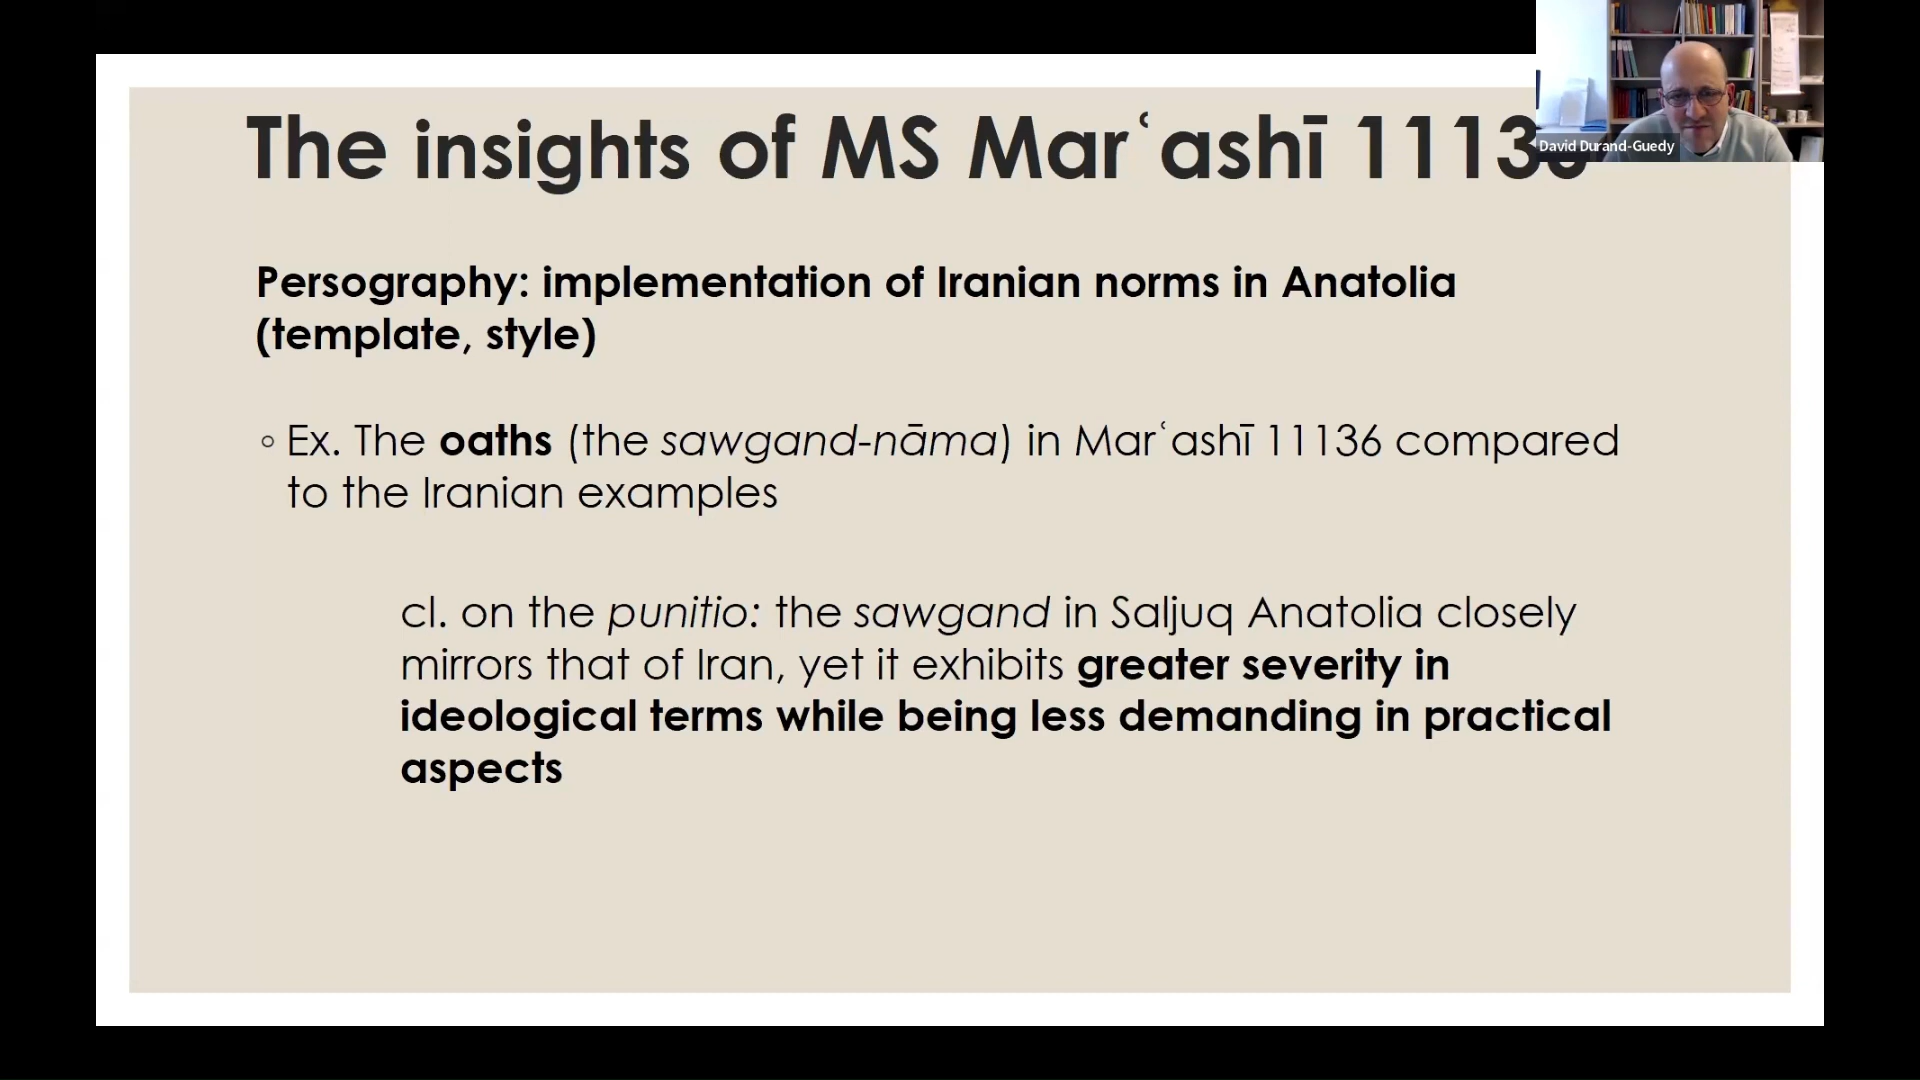 The insights of MS Marʿashī 11136
David Durand-Guedy
Persography: implementation of Iranian norms in Anatolia
(template, style)
◦ Ex. The oaths (the sawgand-nāma) in Marʿashī 11136 compared
to the Iranian examples
cl. on the punitio: the sawgand in Saljuq Anatolia closely
mirrors that of Iran, yet it exhibits greater severity in
ideological terms while being less demanding in practical
aspects